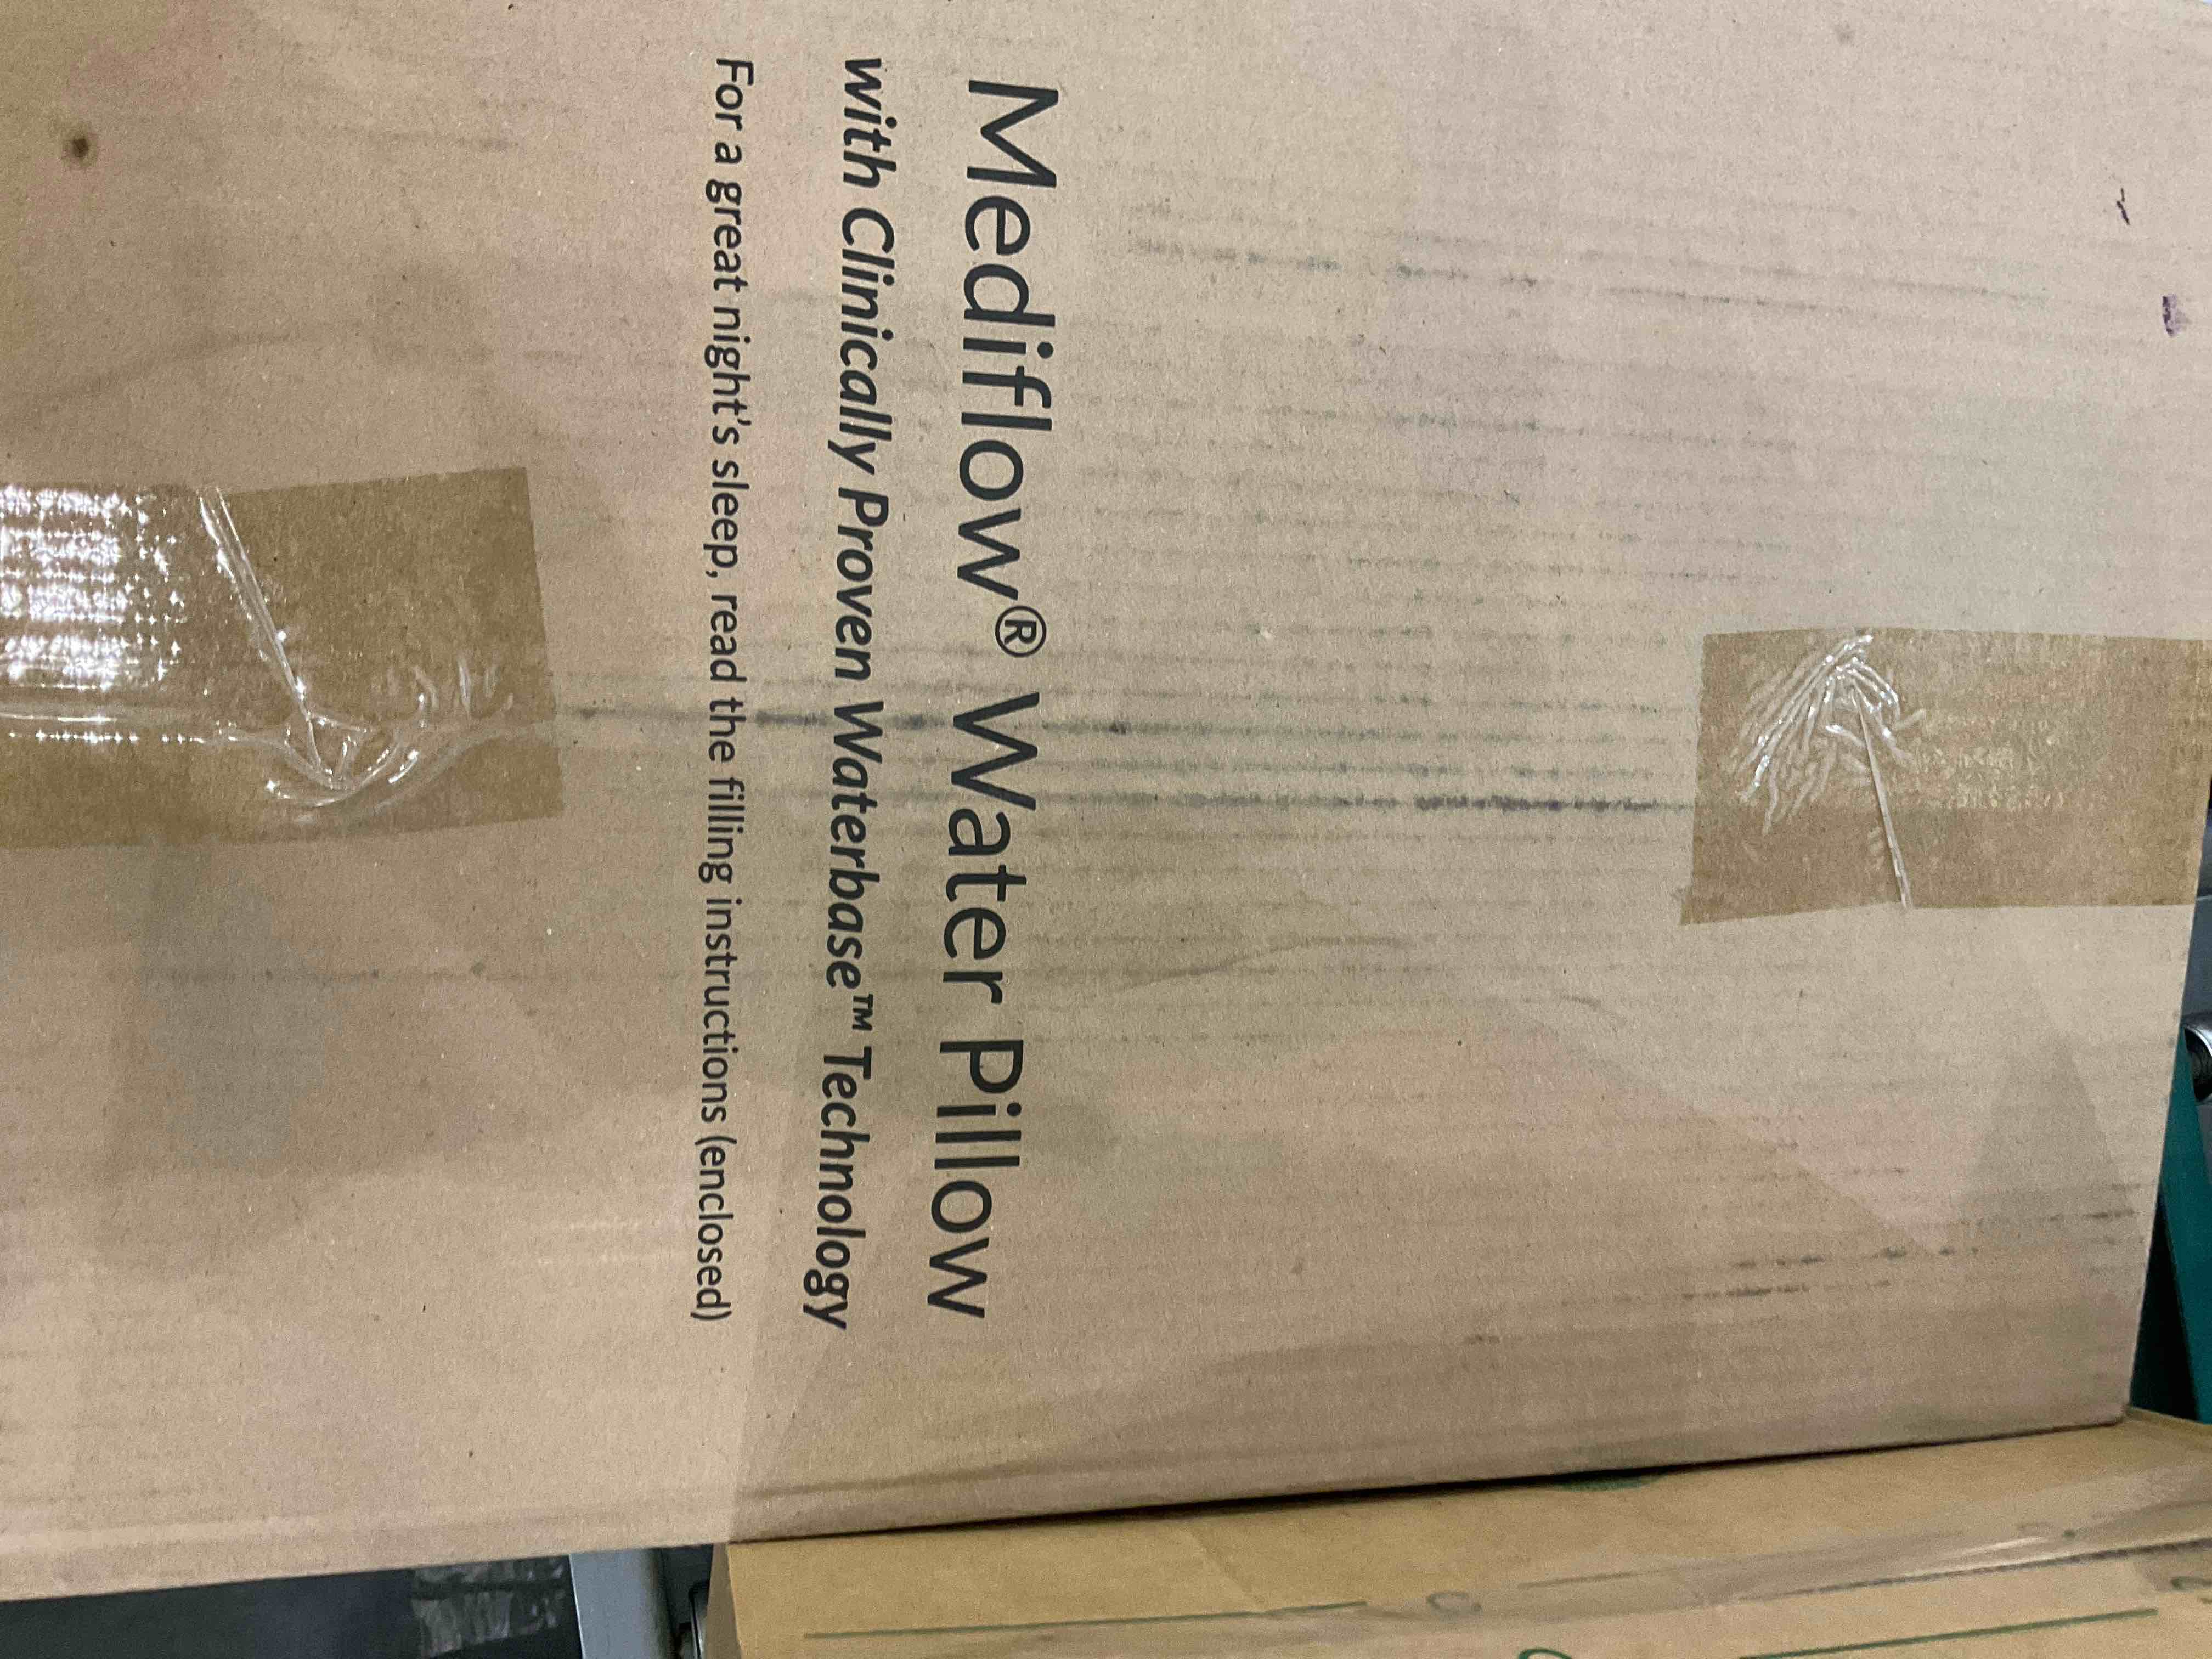 Mediflow® Water Pillow
with Clinically Proven Waterbase™ Technology
For a great night's sleep, read the filling instructions (enclosed)